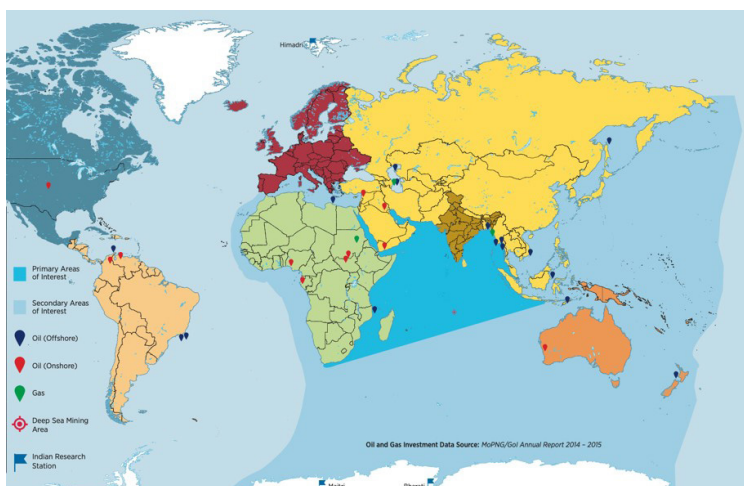 Himadri
Primary Areas
of Interest
Secondary Areas
of Interest
Oil (Offshore)
Oil (Onshore)
Gas
Deep Sea Mining
Area
Indian Research
Station
Oil and Gas Investment Data Source: MoPNG/GoI Annual Report 2014 – 2015
Maitri
Bharati